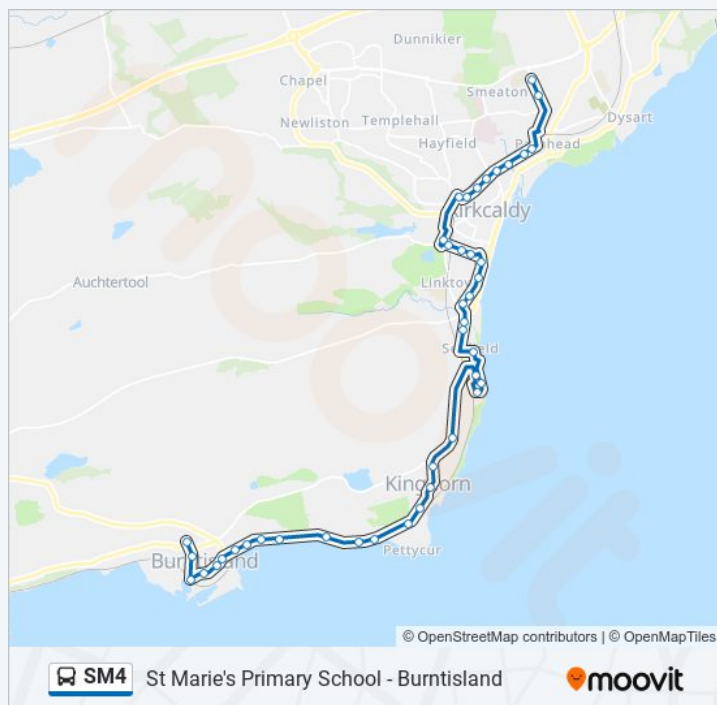 Dunnikier
Chapel
Smeaton
Templehall
Newliston
Dysart
Hayfield
Kirkcaldy
Auchtertool
Linktow
Kinghorn
Burntisland
Pettycur
© OpenStreetMap contributors | © OpenMapTiles
SM4 St Marie's Primary School - Burntisland moovit